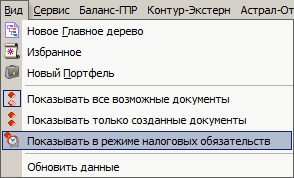 Вид Сервис Баланс-ГПР Контур-Экстерн Астрал-От
Новое Главное дерево
Избранное
Новый Портфель
Показывать все возможные документы
Показывать только созданные документы
Показывать в режиме налоговых обязательств
Обновить данные